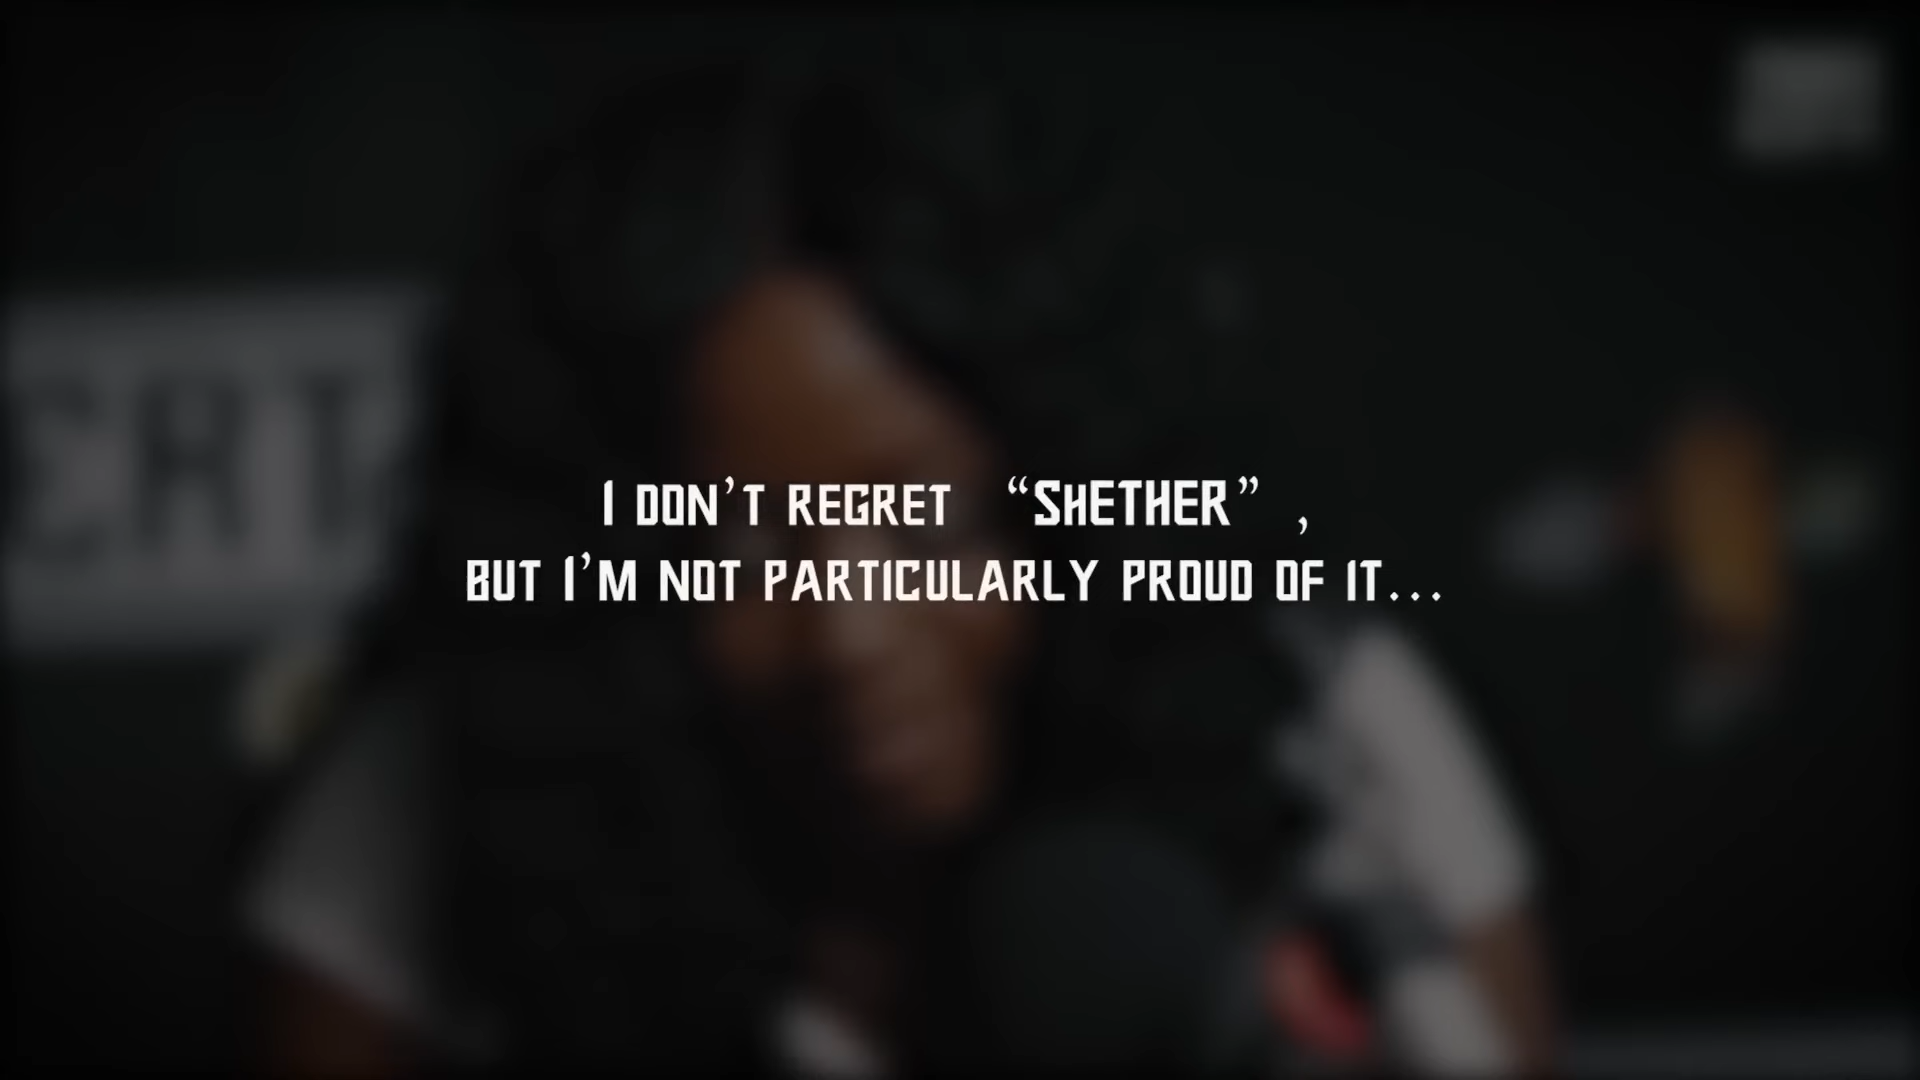 I DON’T REGRET “SHETHER” ,
BUT I’M NOT PARTICULARLY PROUD OF IT...